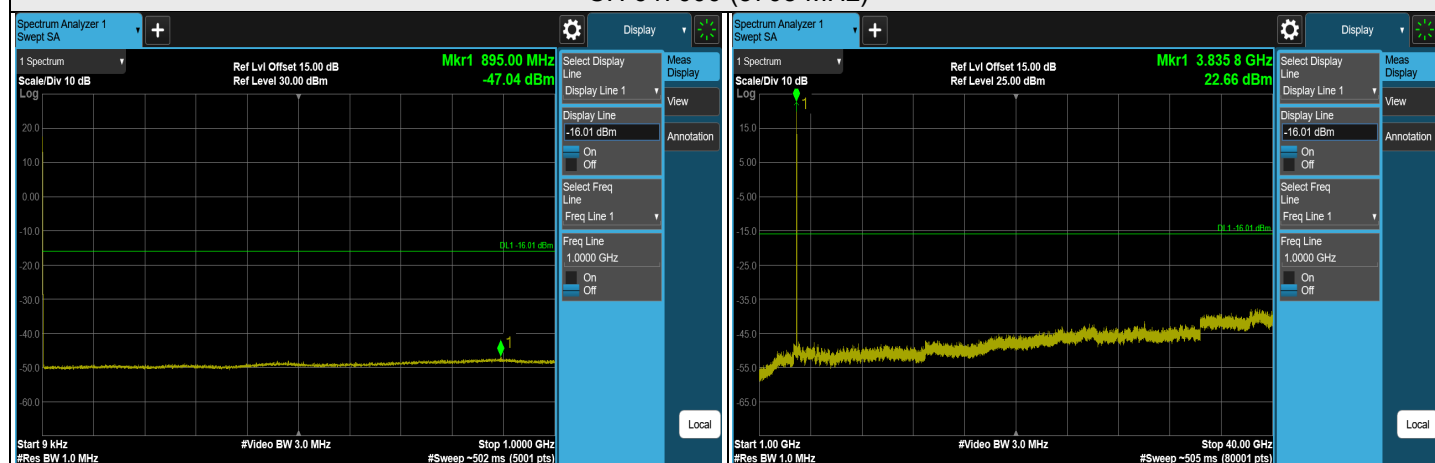 Spectrum Analyzer 1
Swept SA
+
Display
1 Spectrum
Scale/Div 10 dB
Log
Ref Lvl Offset 15.00 dB
Ref Level 30.00 dBm
Mkr1 895.00 MHz
-47.04 dBm
20.0
10.0
0.00
-10.0
-20.0
-30.0
-40.0
-50.0
-60.0
DL1 -16.01 dBm
1
Start 9 kHz
#Res BW 1.0 MHz
#Video BW 3.0 MHz
Stop 1.0000 GHz
#Sweep ~502 ms (5001 pts)
Select Display
Line
Display Line 1
Display Line
-16.01 dBm
On
Off
Select Freq
Line
Freq Line 1
Freq Line
1.0000 GHz
On
Off
Meas
Display
View
Annotation
Local
Spectrum Analyzer 1
Swept SA
+
Display
1 Spectrum
Scale/Div 10 dB
Log
Ref Lvl Offset 15.00 dB
Ref Level 25.00 dBm
Mkr1 3.835 8 GHz
22.66 dBm
1
15.0
5.00
-5.00
-15.0
-25.0
-35.0
-45.0
-55.0
-65.0
DL1 -16.01 dBm
Start 1.00 GHz
#Res BW 1.0 MHz
#Video BW 3.0 MHz
Stop 40.00 GHz
#Sweep ~505 ms (80001 pts)
Select Display
Line
Display Line 1
Display Line
-16.01 dBm
On
Off
Select Freq
Line
Freq Line 1
Freq Line
1.0000 GHz
On
Off
Meas
Display
View
Annotation
Local